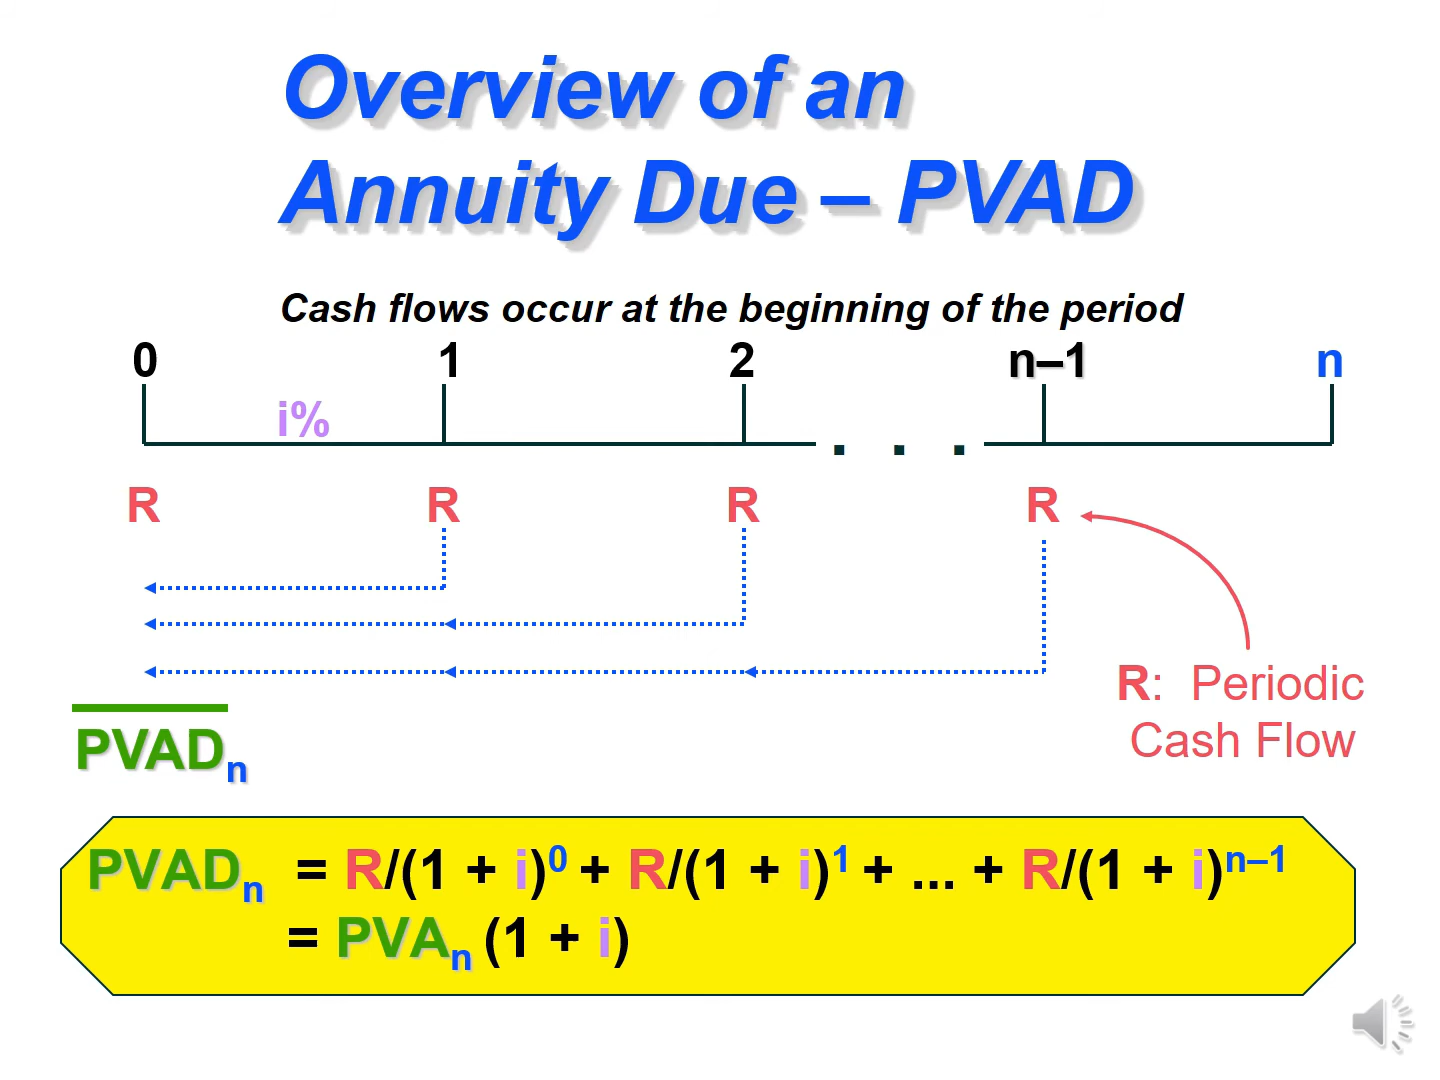 Overview of an
Annuity Due – PVAD
Cash flows occur at the beginning of the period
0 1 2 n–1 n
i%
. . .
R R R R
R: Periodic
Cash Flow
PVADn
PVADn = R/(1 + i)^0 + R/(1 + i)^1 + ... + R/(1 + i)^n–1
= PVAn (1 + i)